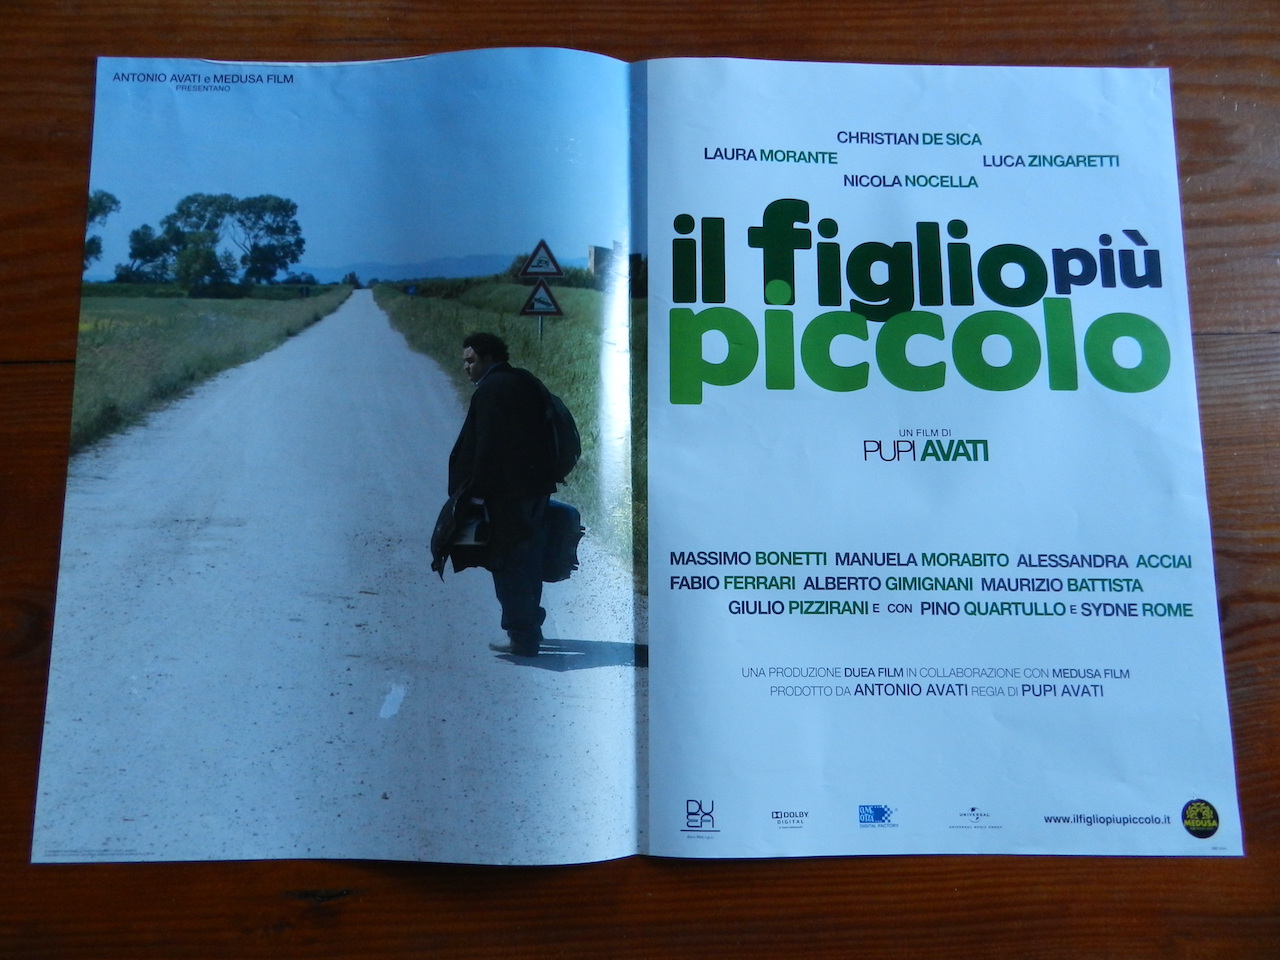 ANTONIO AVATI e MEDUSA FILM
PRESENTANO
CHRISTIAN DE SICA
LAURA MORANTE LUCA ZINGARETTI
NICOLA NOCELLA
il figlio più
piccolo
UN FILM DI
PUPI AVATI
MASSIMO BONETTI MANUELA MORABITO ALESSANDRA ACCIAI
FABIO FERRARI ALBERTO GIMIGNANI MAURIZIO BATTISTA
GIULIO PIZZIRANI E CON PINO QUARTULLO E SYDNE ROME
UNA PRODUZIONE DUEA FILM IN COLLABORAZIONE CON MEDUSA FILM
PRODOTTO DA ANTONIO AVATI REGIA DI PUPI AVATI
DUEA
DOLBY
DIGITAL
DIGITAL FACTORY
UNIVERSAL
UNIVERSAL MUSIC GROUP
www.ilfigliopiupiccolo.it
MEDUSA